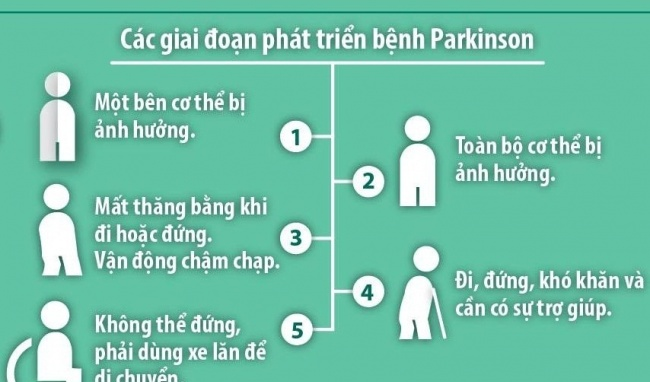 Các giai đoạn phát triển bệnh Parkinson
Một bên cơ thể bị
ảnh hưởng.
1
2
Toàn bộ cơ thể bị
ảnh hưởng.
Mất thăng bằng khi
đi hoặc đứng.
Vận động chậm chạp.
3
4
Đi, đứng, khó khăn và
cần có sự trợ giúp.
Không thể đứng,
phải dùng xe lăn để
di chuyển
5